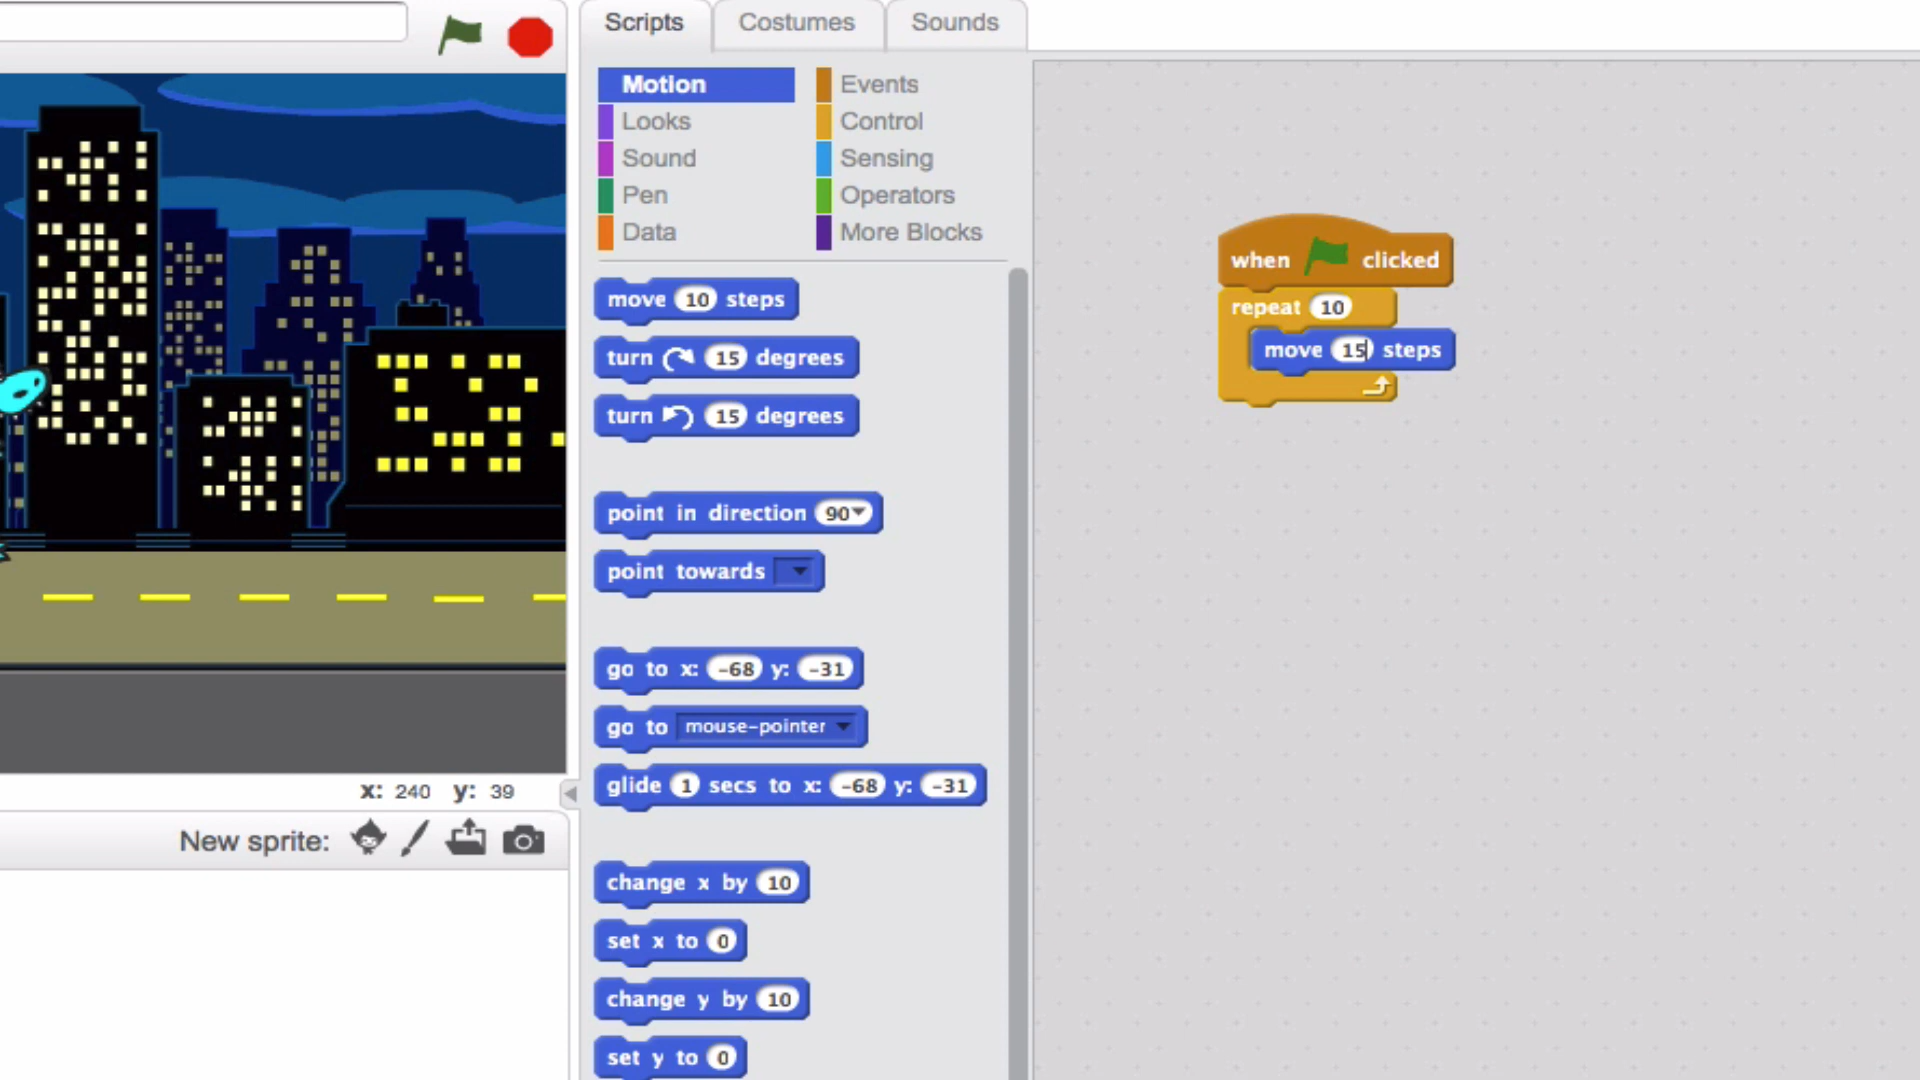 Scripts Costumes Sounds
Motion Events
Looks Control
Sound Sensing
Pen Operators
Data More Blocks
move 10 steps
turn 15 degrees
turn 15 degrees
point in direction 90
point towards
go to x: -68 y: -31
go to mouse-pointer
glide 1 secs to x: -68 y: -31
change x by 10
set x to 0
change y by 10
set y to 0
when clicked
repeat 10
move 15 steps
x: 240 y: 39
New sprite: